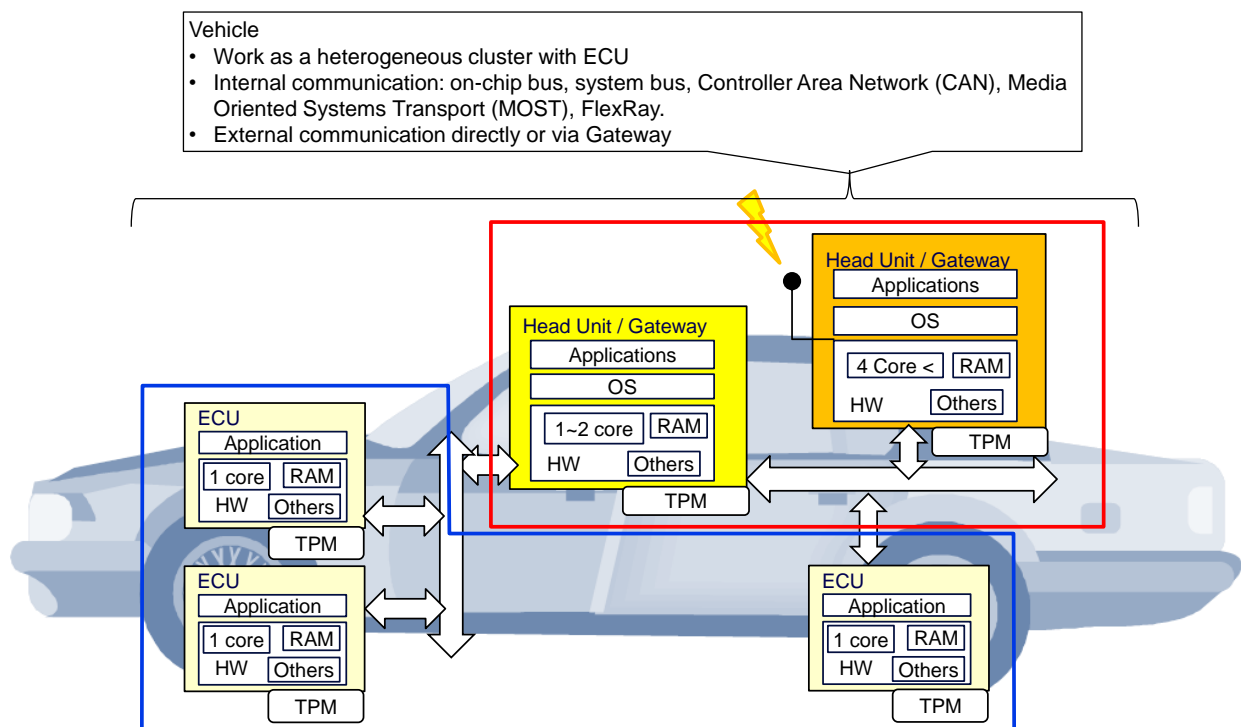 Vehicle
• Work as a heterogeneous cluster with ECU
• Internal communication: on-chip bus, system bus, Controller Area Network (CAN), Media
Oriented Systems Transport (MOST), FlexRay.
• External communication directly or via Gateway
Head Unit / Gateway
Applications
OS
4 Core <
RAM
HW
Others
TPM
Head Unit / Gateway
Applications
OS
1~2 core
RAM
HW
Others
TPM
ECU
Application
1 core
RAM
HW
Others
TPM
ECU
Application
1 core
RAM
HW
Others
TPM
ECU
Application
1 core
RAM
HW
Others
TPM